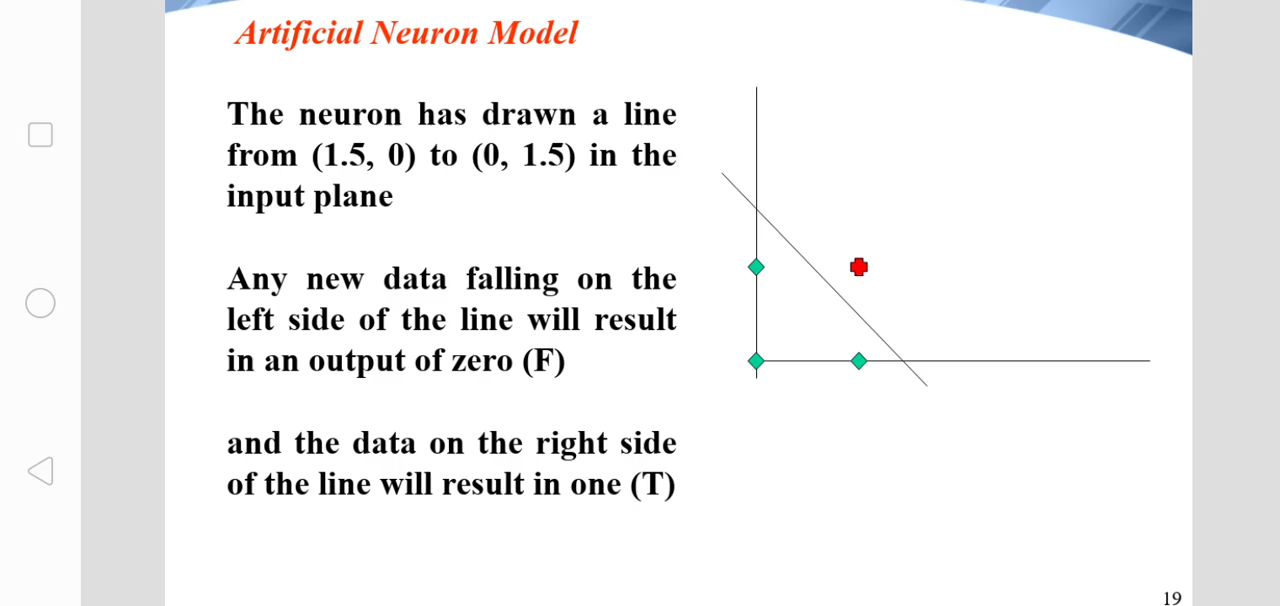 Artificial Neuron Model
The neuron has drawn a line
from (1.5, 0) to (0, 1.5) in the
input plane
Any new data falling on the
left side of the line will result
in an output of zero (F)
and the data on the right side
of the line will result in one (T)
19